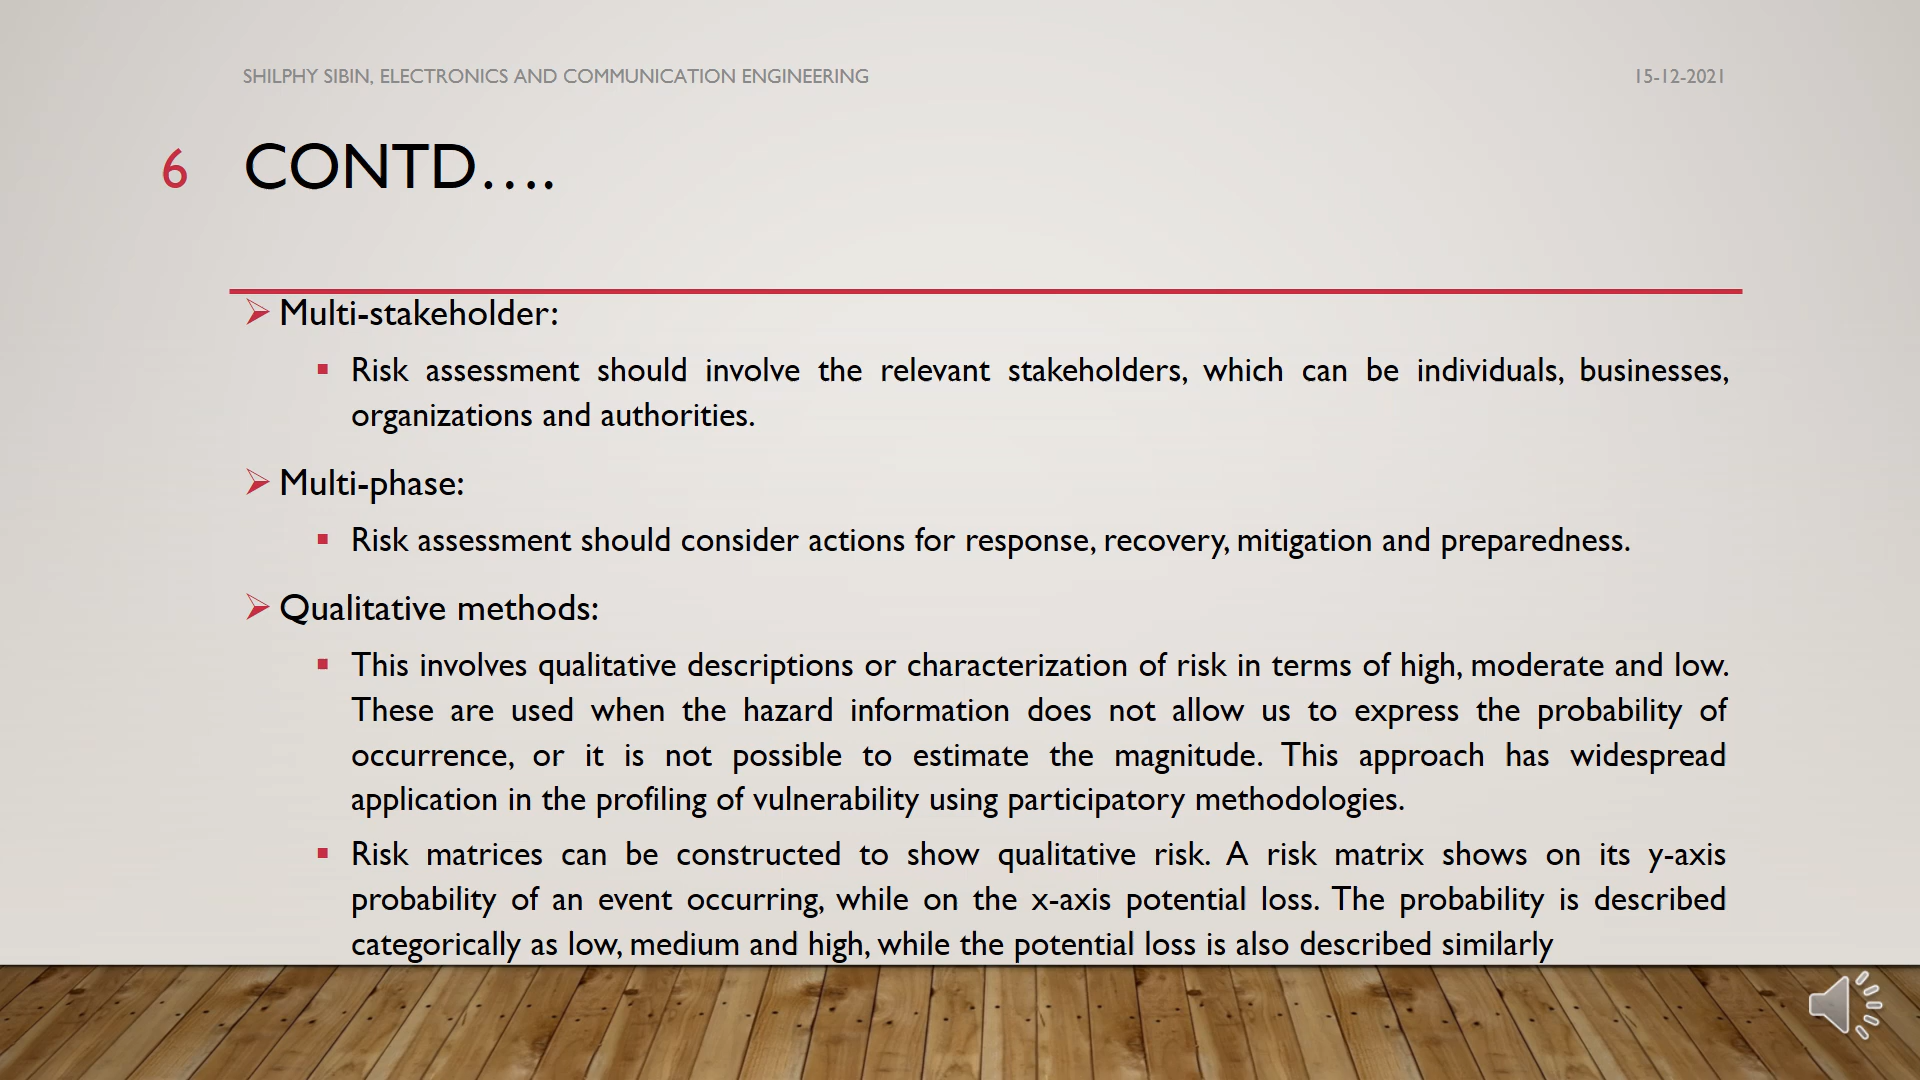 SHILPHY SIBIN, ELECTRONICS AND COMMUNICATION ENGINEERING
15-12-2021
6 CONTD....
Multi-stakeholder:
Risk assessment should involve the relevant stakeholders, which can be individuals, businesses,
organizations and authorities.
Multi-phase:
Risk assessment should consider actions for response, recovery, mitigation and preparedness.
Qualitative methods:
This involves qualitative descriptions or characterization of risk in terms of high, moderate and low.
These are used when the hazard information does not allow us to express the probability of
occurrence, or it is not possible to estimate the magnitude. This approach has widespread
application in the profiling of vulnerability using participatory methodologies.
Risk matrices can be constructed to show qualitative risk. A risk matrix shows on its y-axis
probability of an event occurring, while on the x-axis potential loss. The probability is described
categorically as low, medium and high, while the potential loss is also described similarly